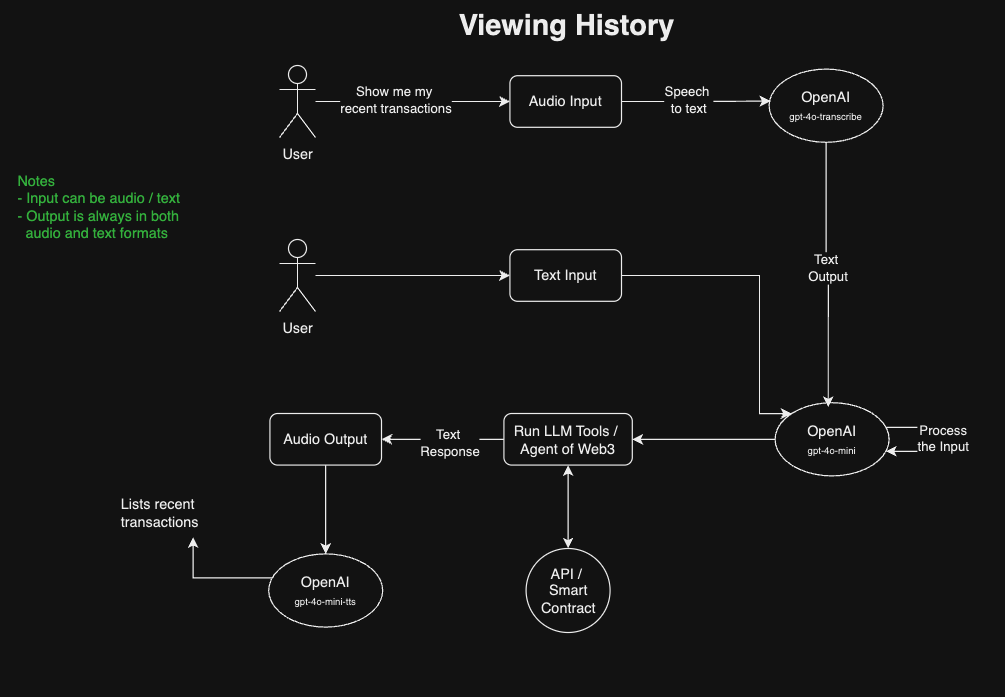 Viewing History
Show me my
recent transactions
Audio Input
Speech
to text
OpenAI
gpt-4o-transcribe
User
Notes
- Input can be audio / text
- Output is always in both
audio and text formats
Text Input
Text
Output
User
Audio Output
Text
Response
Run LLM Tools /
Agent of Web3
OpenAI
gpt-4o-mini
Process
the Input
Lists recent
transactions
OpenAI
gpt-4o-mini-tts
API /
Smart
Contract